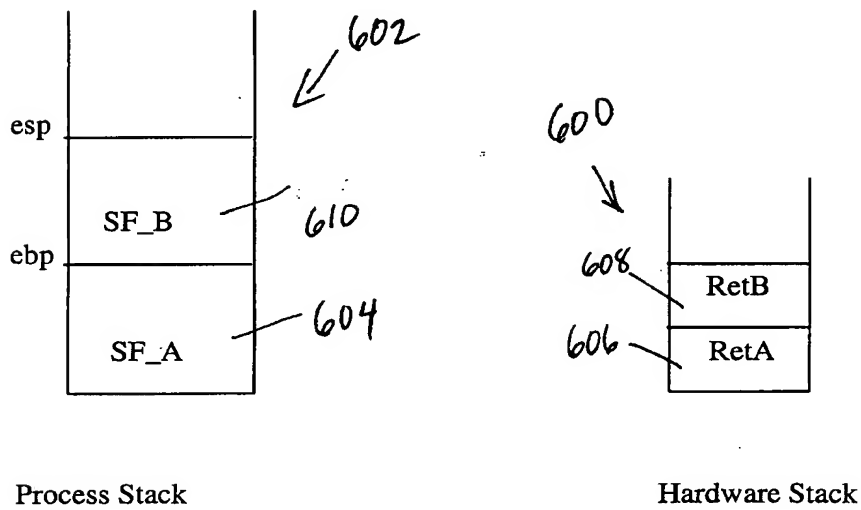 602
esp
600
SF_B
610
ebp
608
RetB
604
606
RetA
SF_A
Process Stack
Hardware Stack